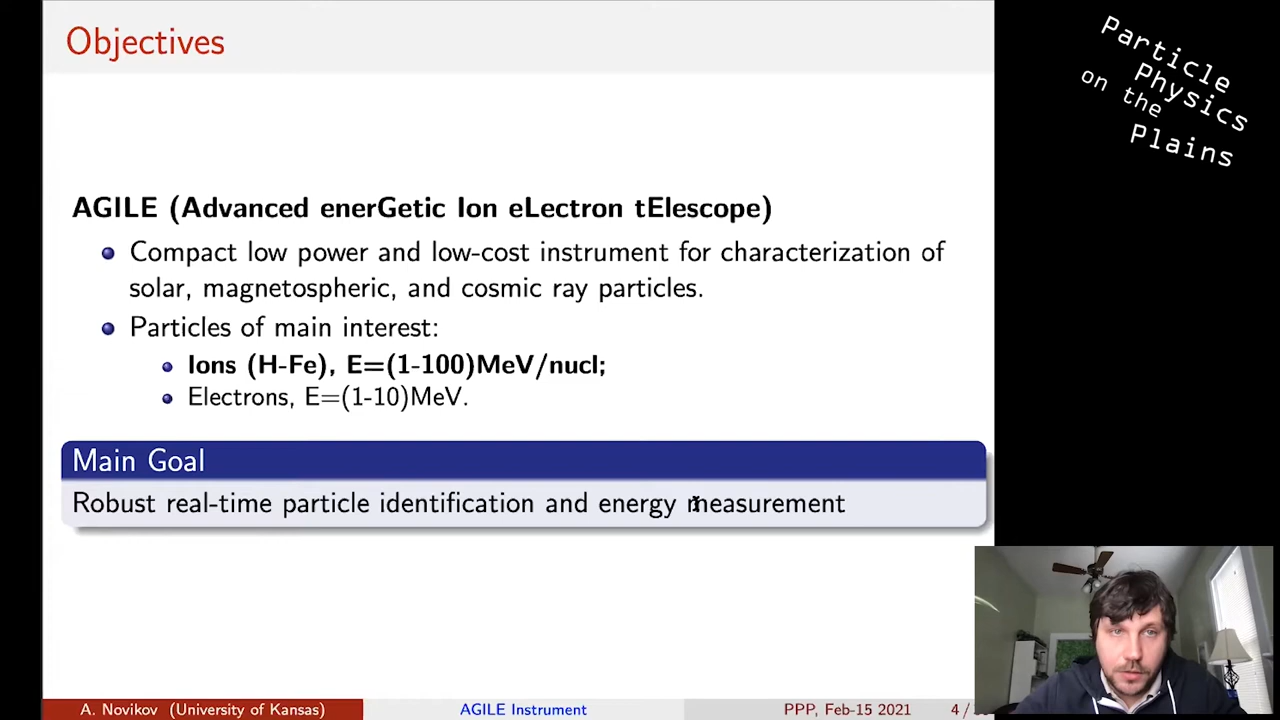 Objectives
Particle
Physics
on the
Plains
AGILE (Advanced enerGetic Ion eLectron tElescope)
Compact low power and low-cost instrument for characterization of
solar, magnetospheric, and cosmic ray particles.
Particles of main interest:
Ions (H-Fe), E=(1-100)MeV/nucl;
Electrons, E=(1-10)MeV.
Main Goal
Robust real-time particle identification and energy measurement
A. Novikov (University of Kansas)
AGILE Instrument
PPP, Feb-15 2021
4 /